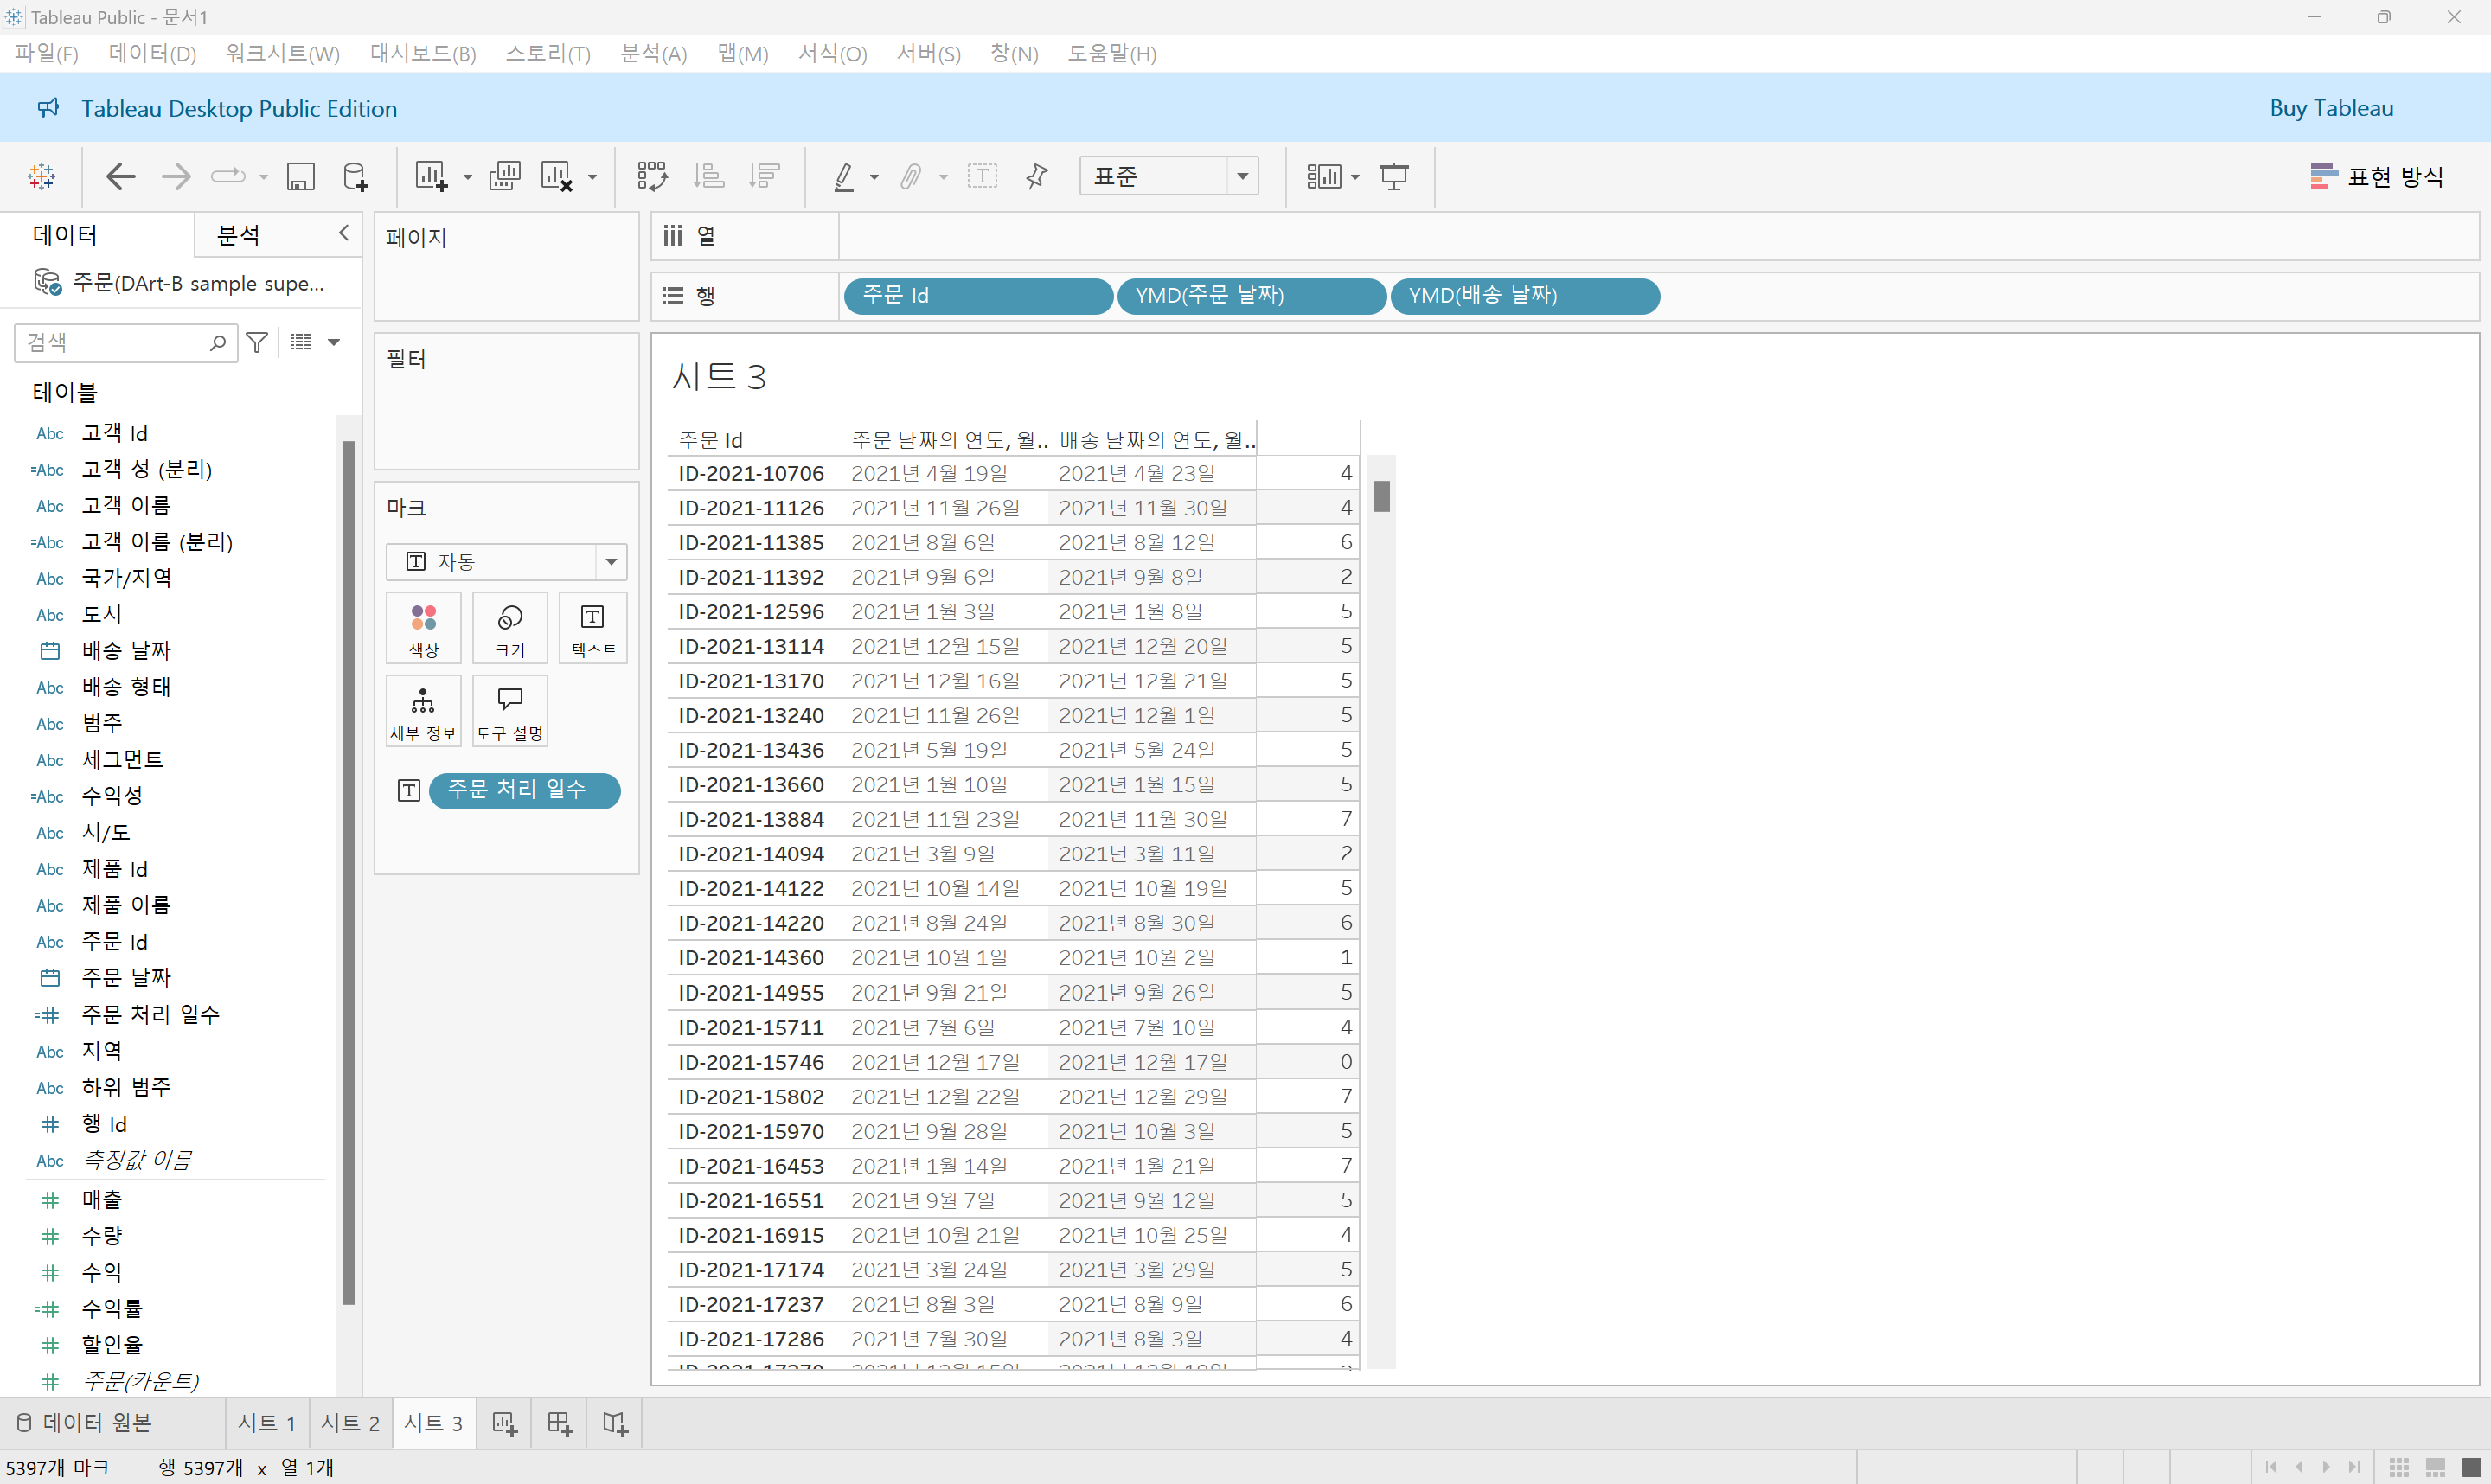 Tableau Public - 문서1
파일(F) 데이터(D) 워크시트(W) 대시보드(B) 스토리(T) 분석(A) 맵(M) 서식(O) 서버(S) 창(N) 도움말(H)
Tableau Desktop Public Edition
Buy Tableau
표준
표현 방식
데이터
분석
주문(DArt-B sample supe...
검색
테이블
Abc 고객 Id
=Abc 고객 성 (분리)
Abc 고객 이름
=Abc 고객 이름 (분리)
Abc 국가/지역
Abc 도시
배송 날짜
Abc 배송 형태
Abc 범주
Abc 세그먼트
=Abc 수익성
Abc 시/도
Abc 제품 Id
Abc 제품 이름
Abc 주문 Id
주문 날짜
=# 주문 처리 일수
Abc 지역
Abc 하위 범주
# 행 Id
Abc 측정값 이름
# 매출
# 수량
# 수익
=# 수익률
# 할인율
# 주문(카운트)
페이지
필터
마크
자동
색상 크기 텍스트
세부 정보 도구 설명
주문 처리 일수
열
행 주문 Id YMD(주문 날짜) YMD(배송 날짜)
시트 3
주문 Id 주문 날짜의 연도, 월.. 배송 날짜의 연도, 월..
ID-2021-10706 2021년 4월 19일 2021년 4월 23일 4
ID-2021-11126 2021년 11월 26일 2021년 11월 30일 4
ID-2021-11385 2021년 8월 6일 2021년 8월 12일 6
ID-2021-11392 2021년 9월 6일 2021년 9월 8일 2
ID-2021-12596 2021년 1월 3일 2021년 1월 8일 5
ID-2021-13114 2021년 12월 15일 2021년 12월 20일 5
ID-2021-13170 2021년 12월 16일 2021년 12월 21일 5
ID-2021-13240 2021년 11월 26일 2021년 12월 1일 5
ID-2021-13436 2021년 5월 19일 2021년 5월 24일 5
ID-2021-13660 2021년 1월 10일 2021년 1월 15일 5
ID-2021-13884 2021년 11월 23일 2021년 11월 30일 7
ID-2021-14094 2021년 3월 9일 2021년 3월 11일 2
ID-2021-14122 2021년 10월 14일 2021년 10월 19일 5
ID-2021-14220 2021년 8월 24일 2021년 8월 30일 6
ID-2021-14360 2021년 10월 1일 2021년 10월 2일 1
ID-2021-14955 2021년 9월 21일 2021년 9월 26일 5
ID-2021-15711 2021년 7월 6일 2021년 7월 10일 4
ID-2021-15746 2021년 12월 17일 2021년 12월 17일 0
ID-2021-15802 2021년 12월 22일 2021년 12월 29일 7
ID-2021-15970 2021년 9월 28일 2021년 10월 3일 5
ID-2021-16453 2021년 1월 14일 2021년 1월 21일 7
ID-2021-16551 2021년 9월 7일 2021년 9월 12일 5
ID-2021-16915 2021년 10월 21일 2021년 10월 25일 4
ID-2021-17174 2021년 3월 24일 2021년 3월 29일 5
ID-2021-17237 2021년 8월 3일 2021년 8월 9일 6
ID-2021-17286 2021년 7월 30일 2021년 8월 3일 4
데이터 원본 시트 1 시트 2 시트 3
5397개 마크 행 5397개 x 열 1개